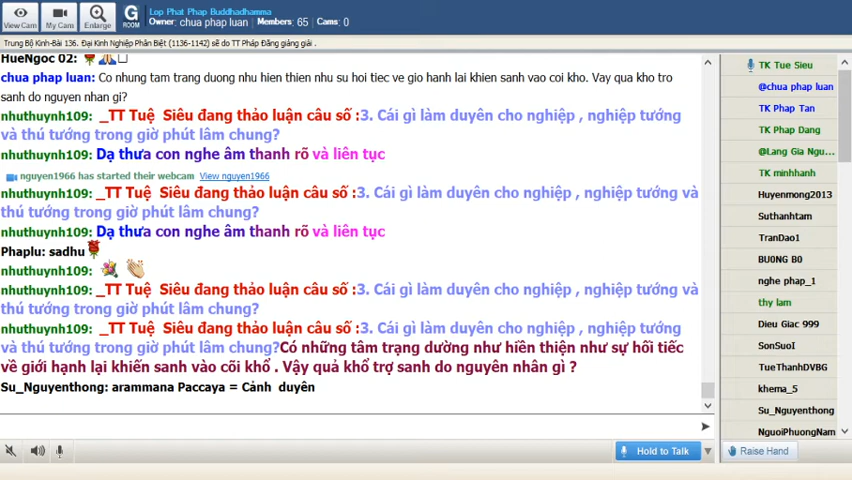 Lop Phat Phap Buddhadhamma
Owner: chua phap luan Members: 65 Cams: 0
View Cam
My Cam
Enlarge
G
ROOM
Trung Bộ Kinh-Bài 136. Đại Kinh Nghiệp Phân Biệt (1136-1142) sẽ do TT Pháp Đăng giảng giải .
HueNgoc 02:
chua phap luan: Co nhung tam trang duong nhu hien thien nhu su hoi tiec ve gio hanh lai khien sanh vao coi kho. Vay qua kho tro
sanh do nguyen nhan gi?
nhuthuynh109: _TT Tuệ Siêu đang thảo luận câu số :3. Cái gì làm duyên cho nghiệp , nghiệp tướng
và thú tướng trong giờ phút lâm chung?
nhuthuynh109: Dạ thưa con nghe âm thanh rõ và liên tục
nguyen1966 has started their webcam View nguyen1966
nhuthuynh109: _TT Tuệ Siêu đang thảo luận câu số :3. Cái gì làm duyên cho nghiệp , nghiệp tướng và
thú tướng trong giờ phút lâm chung?
nhuthuynh109: Dạ thưa con nghe âm thanh rõ và liên tục
Phaplu: sadhu
nhuthuynh109:
nhuthuynh109: _TT Tuệ Siêu đang thảo luận câu số :3. Cái gì làm duyên cho nghiệp , nghiệp tướng và
thú tướng trong giờ phút lâm chung?
nhuthuynh109: _TT Tuệ Siêu đang thảo luận câu số :3. Cái gì làm duyên cho nghiệp , nghiệp tướng
và thú tướng trong giờ phút lâm chung?Có những tâm trạng dường như hiền thiện như sự hối tiếc
về giới hạnh lại khiến sanh vào cõi khổ . Vậy quả khổ trợ sanh do nguyên nhân gì ?
Su_Nguyenthong: arammana Paccaya = Cảnh duyên
Hold to Talk
TK Tue Sieu
@chua phap luan
TK Phap Tan
TK Phap Dang
@Lang Gia Ngu...
TK minhhanh
Huyenmong2013
Suthanhtam
TranDao1
BU0NG B0
nghe phap_1
thy lam
Dieu Giac 999
SonSuoI
TueThanhDVBG
khema_5
Su_Nguyenthong
NguoiPhuongNam
Raise Hand